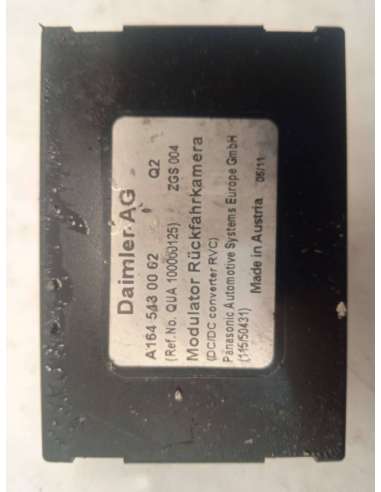 Daimler AG
A164 543 00 62 Q2
(Ref.No. QUA 100000125) ZGS 004
Modulator Rückfahrkamera
(DC/DC converter RVC)
Panasonic Automotive Systems Europe GmbH
(115/50431) Made in Austria 05/11